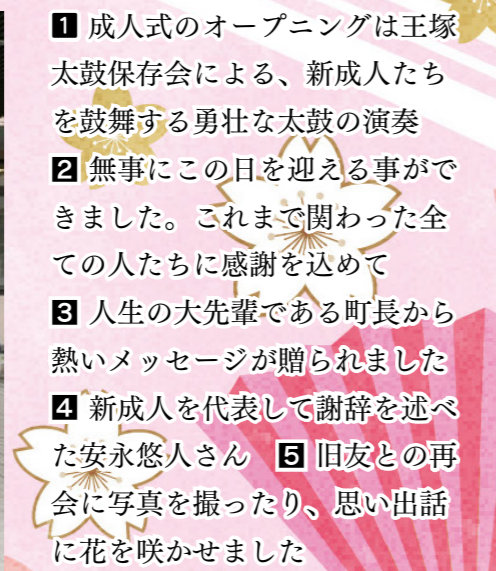 1 成人式のオープニングは王塚
太鼓保存会による、新成人たち
を鼓舞する勇壮な太鼓の演奏
2 無事にこの日を迎える事がで
きました。これまで関わった全
ての人たちに感謝を込めて
3 人生の大先輩である町長から
熱いメッセージが贈られました
4 新成人を代表して謝辞を述べ
た安永悠人さん　5 旧友との再
会に写真を撮ったり、思い出話
に花を咲かせました